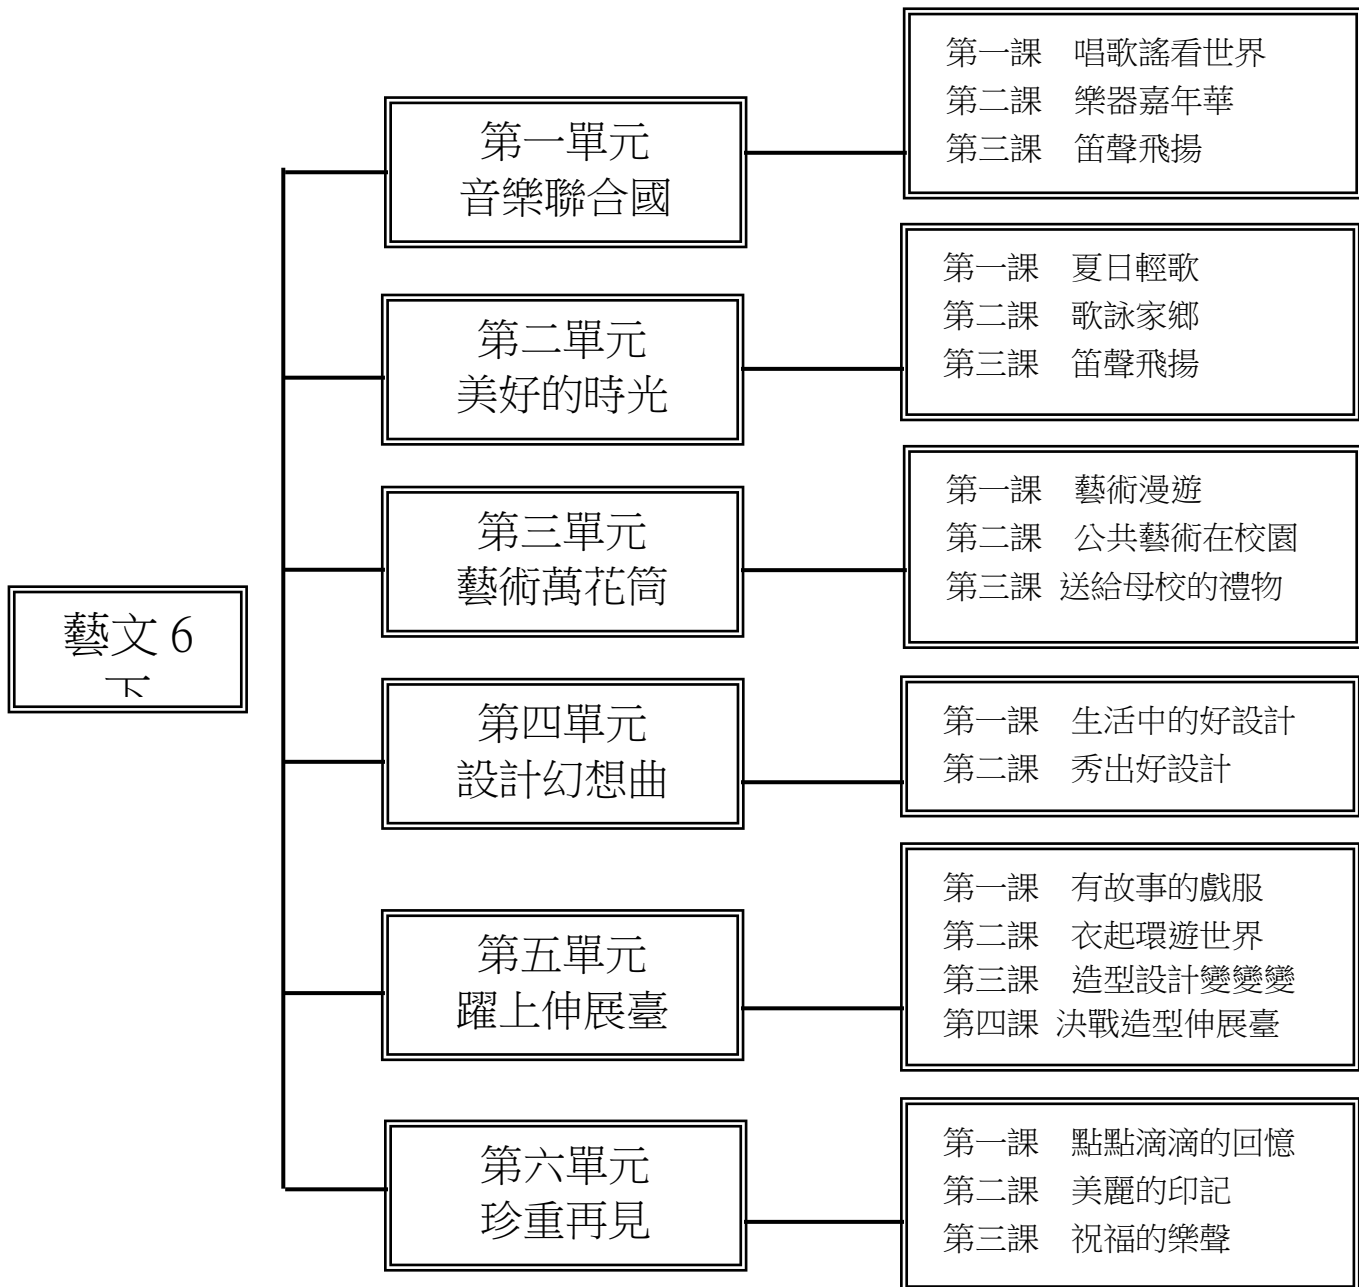 藝文 6
下
第一單元
音樂聯合國
第一課　唱歌謠看世界
第二課　樂器嘉年華
第三課　笛聲飛揚
第二單元
美好的時光
第一課　夏日輕歌
第二課　歌詠家鄉
第三課　笛聲飛揚
第三單元
藝術萬花筒
第一課　藝術漫遊
第二課　公共藝術在校園
第三課 送給母校的禮物
第四單元
設計幻想曲
第一課　生活中的好設計
第二課　秀出好設計
第五單元
躍上伸展臺
第一課　有故事的戲服
第二課　衣起環遊世界
第三課　造型設計變變變
第四課 決戰造型伸展臺
第六單元
珍重再見
第一課　點點滴滴的回憶
第二課　美麗的印記
第三課　祝福的樂聲